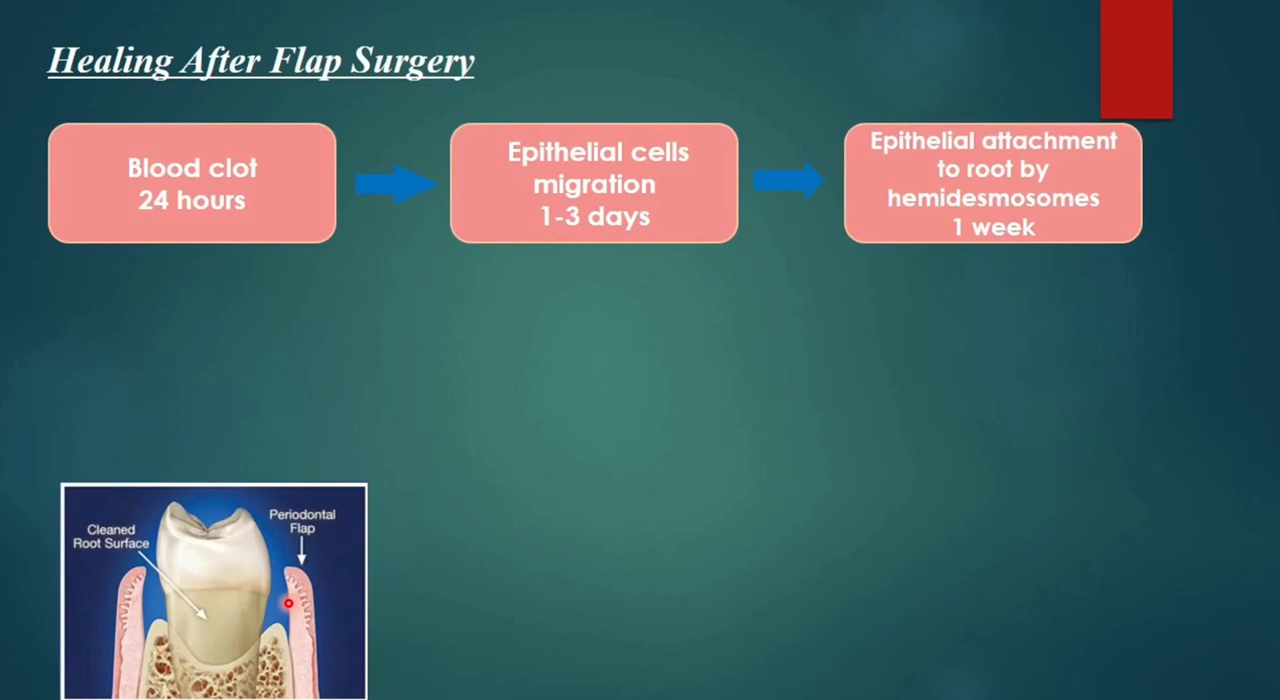 Healing After Flap Surgery
Blood clot
24 hours
Epithelial cells
migration
1-3 days
Epithelial attachment
to root by
hemidesmosomes
1 week
Cleaned
Root Surface
Periodontal
Flap